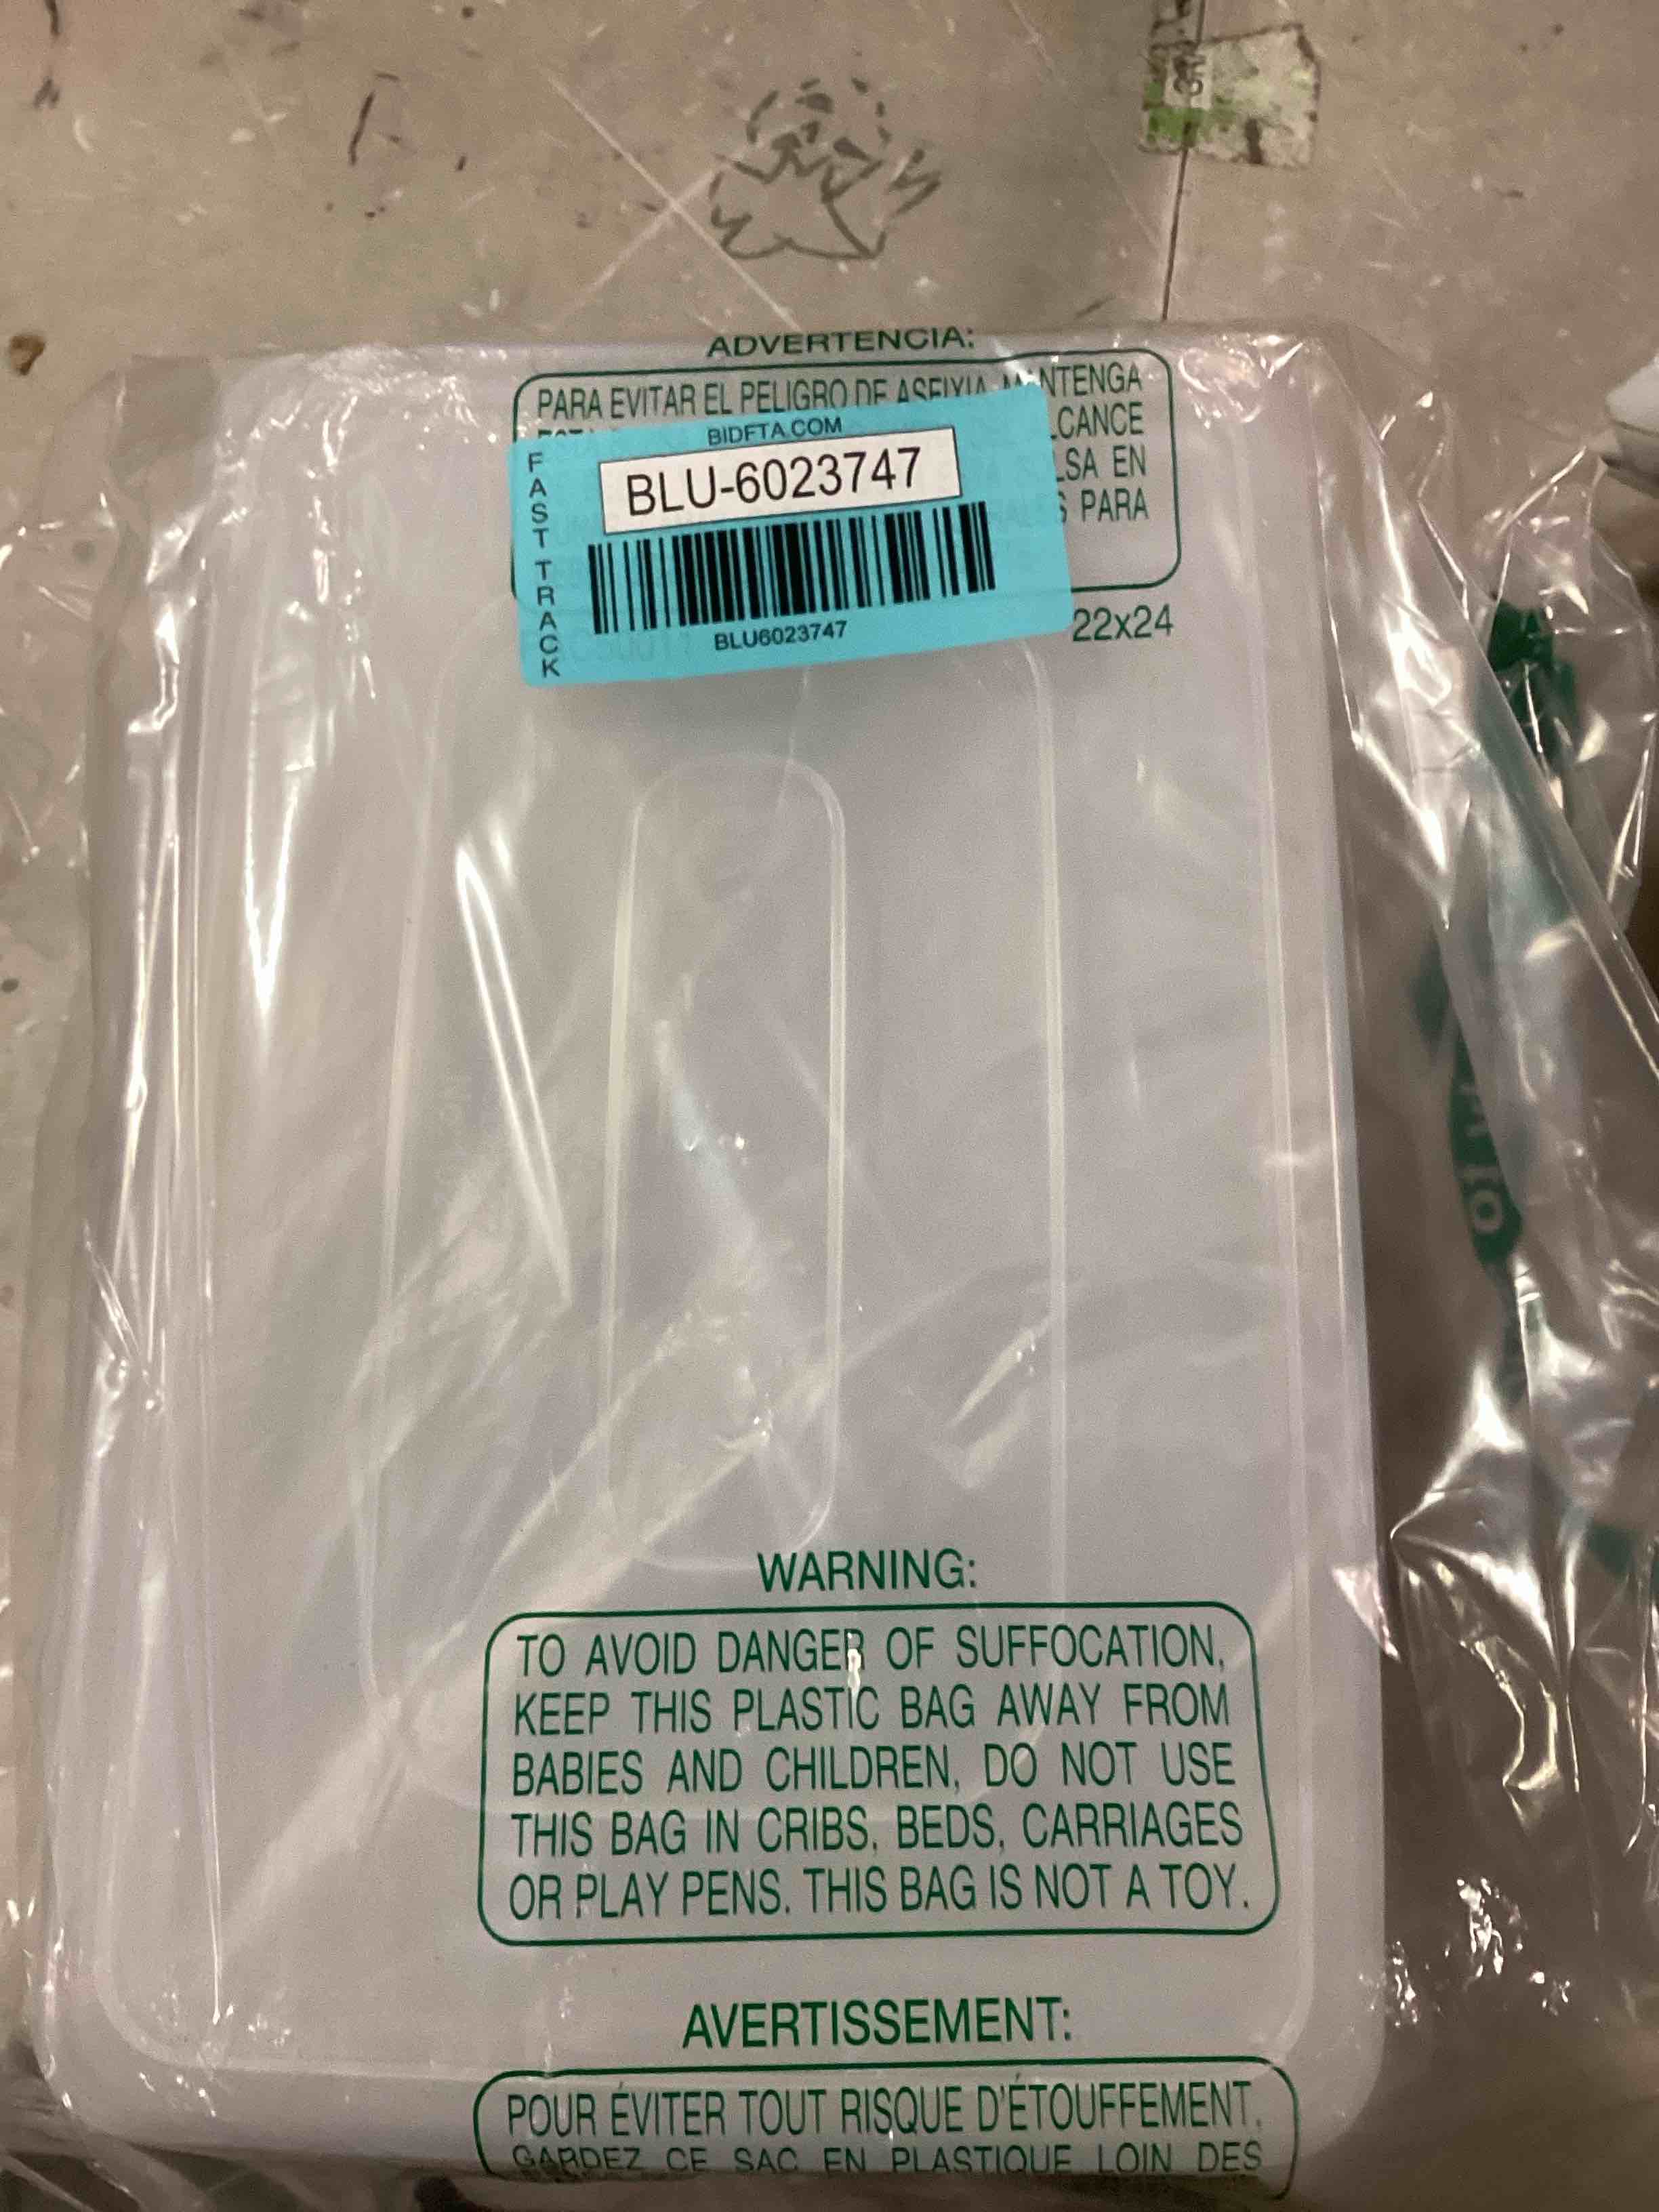 ADVERTENCIA:
PARA EVITAR EL PELIGRO DE ASFIXIA, MANTENGA
LCANCE
LSA EN
S PARA
BIDFTA.COM
FAST TRACK
BLU-6023747
BLU6023747
22x24
WARNING:
TO AVOID DANGER OF SUFFOCATION,
KEEP THIS PLASTIC BAG AWAY FROM
BABIES AND CHILDREN, DO NOT USE
THIS BAG IN CRIBS, BEDS, CARRIAGES
OR PLAY PENS. THIS BAG IS NOT A TOY.
AVERTISSEMENT:
POUR ÉVITER TOUT RISQUE D'ÉTOUFFEMENT,
GARDEZ CE SAC EN PLASTIQUE LOIN DES